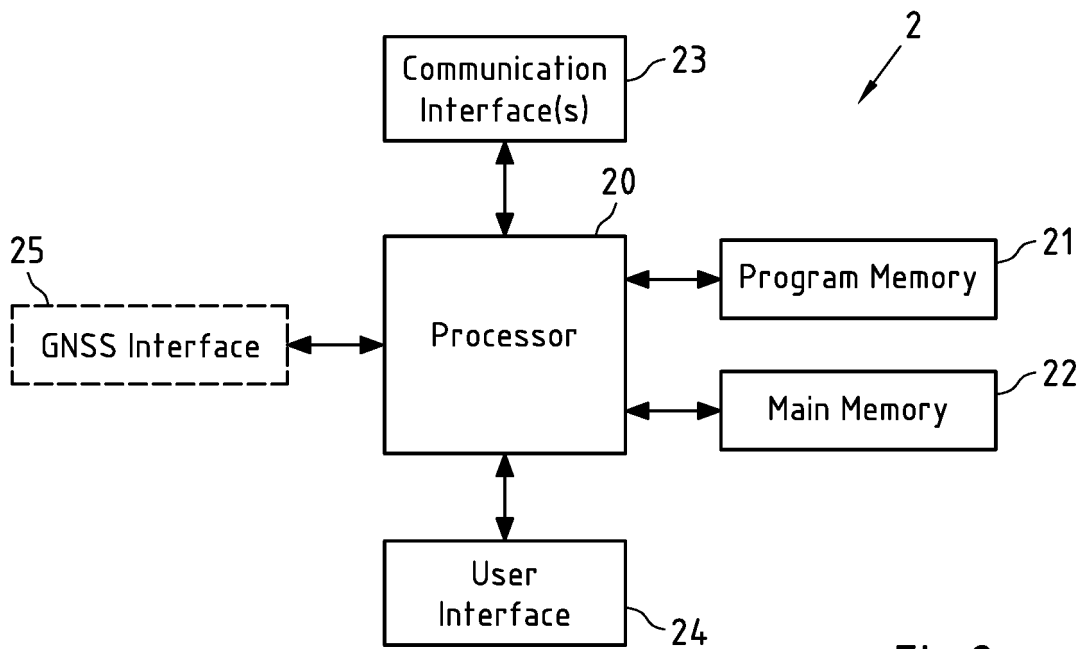 2
Communication
Interface(s)
23
20
25
GNSS Interface
Processor
Program Memory
21
Main Memory
22
User
Interface
24